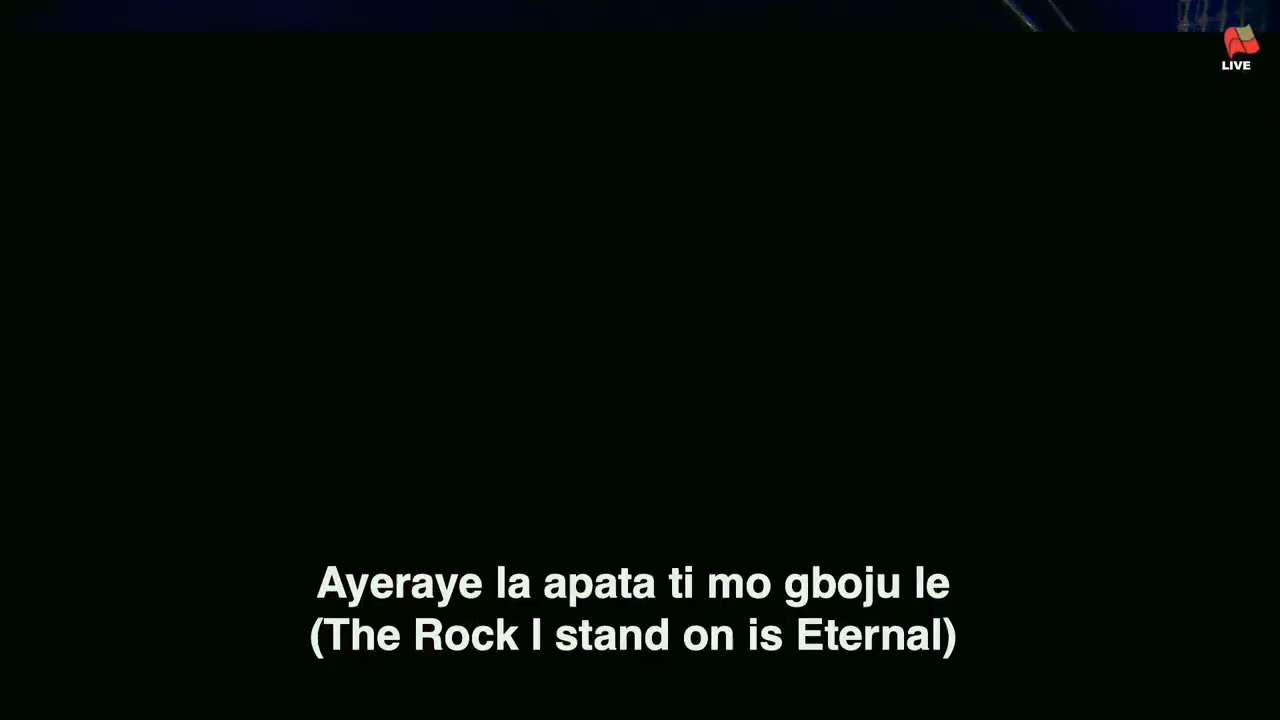 LIVE
Ayeraye la apata ti mo gboju le
(The Rock I stand on is Eternal)